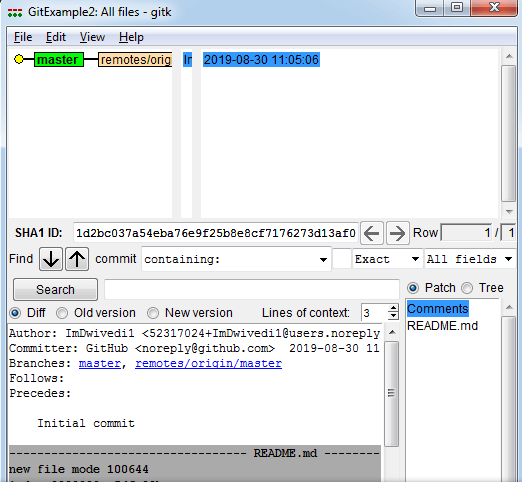 GitExample2: All files - gitk
File Edit View Help
master remotes/orig In 2019-08-30 11:05:06
SHA1 ID: 1d2bc037a54eba76e9f25b8e8cf7176273d13af0 Row 1 / 1
Find commit containing: Exact All fields
Search
Diff Old version New version Lines of context: 3
Patch Tree
Author: ImDwivedi1 <52317024+ImDwivedi1@users.noreply
Committer: GitHub <noreply@github.com> 2019-08-30 11
Branches: master, remotes/origin/master
Follows:
Precedes:
Initial commit
README.md
new file mode 100644
Comments
README.md